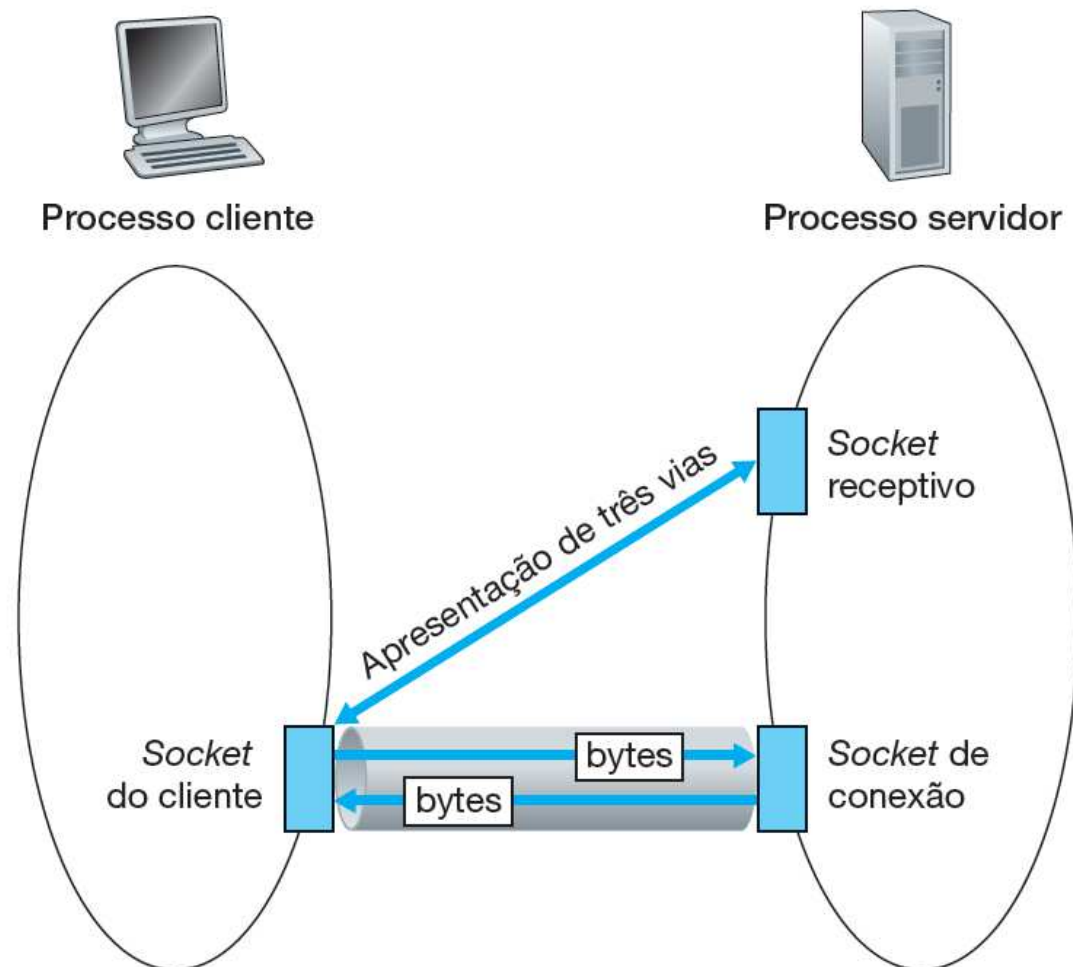 Processo cliente
Processo servidor
Socket
receptivo
Apresentação de três vias
Socket
do cliente
bytes
bytes
Socket de
conexão